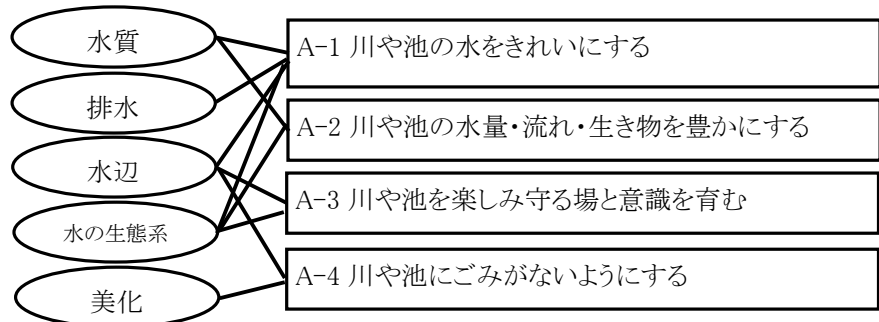 水質
排水
水辺
水の生態系
美化
A-1 川や池の水をきれいにする
A-2 川や池の水量・流れ・生き物を豊かにする
A-3 川や池を楽しみ守る場と意識を育む
A-4 川や池にごみがないようにする